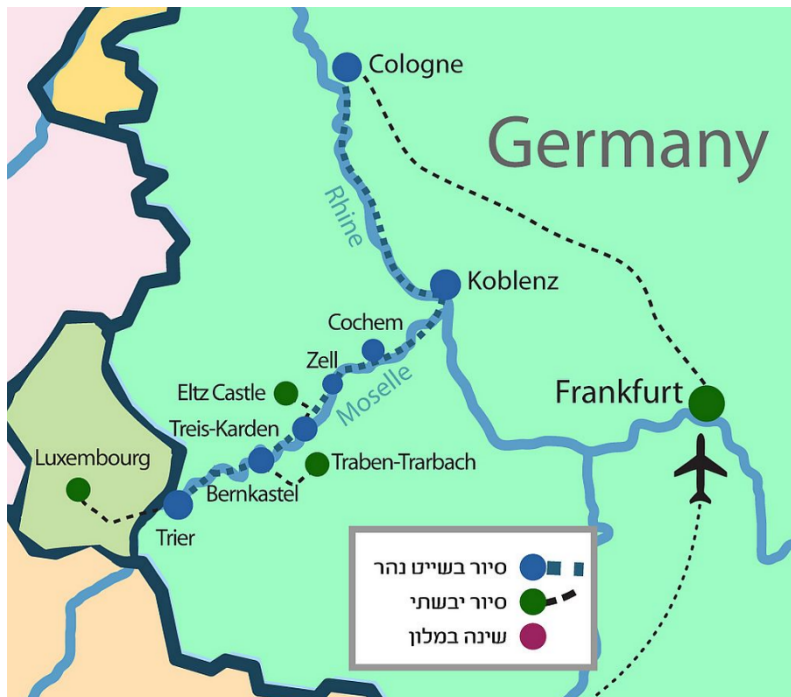 Cologne
Germany
Rhine
Koblenz
Cochem
Zell
Moselle
Eltz Castle
Frankfurt
Treis-Karden
Luxembourg
Traben-Trarbach
Bernkastel
Trier
סיור בשייט נהר
סיור יבשתי
שינה במלון